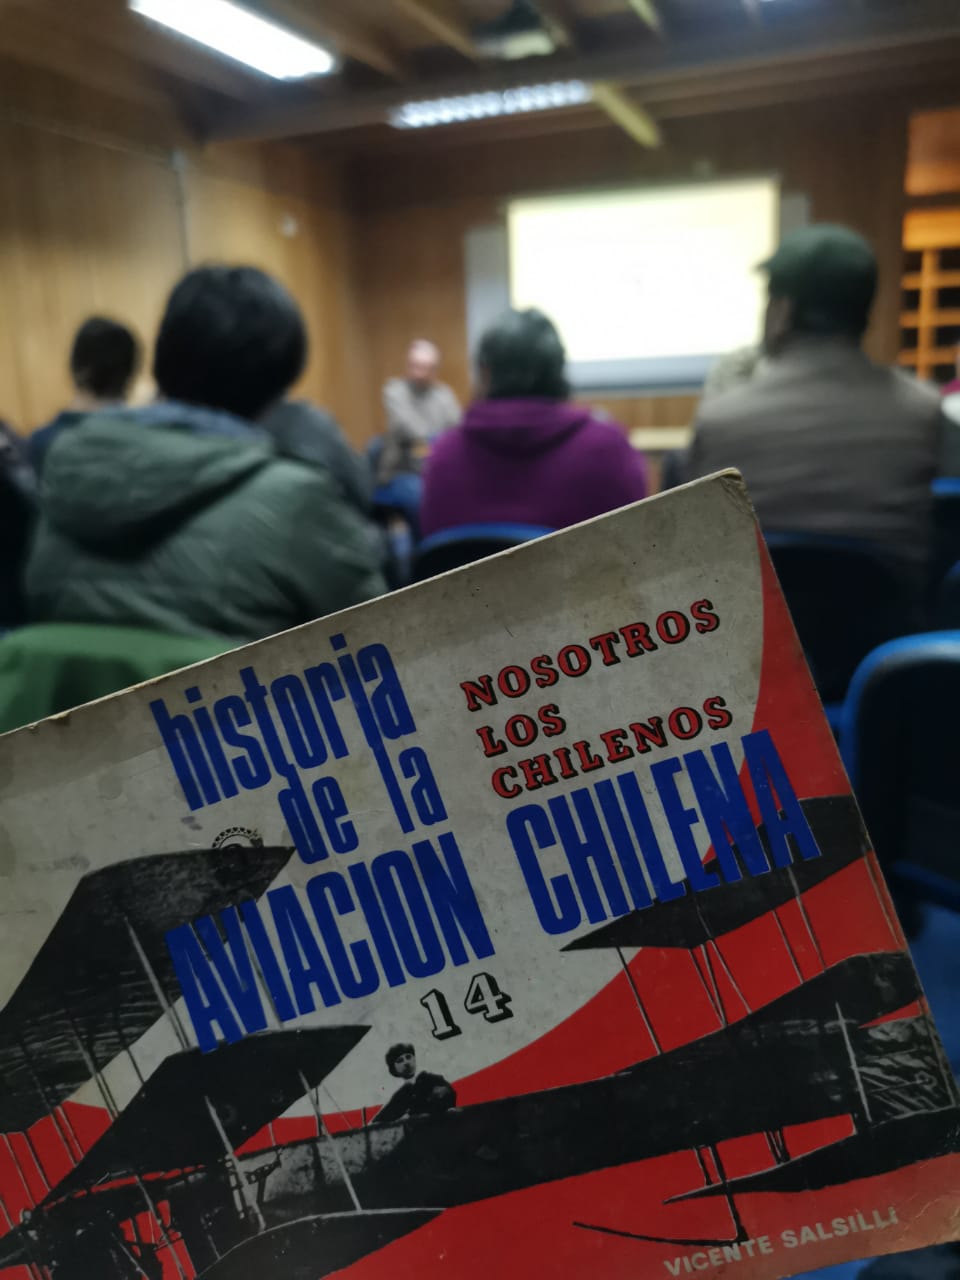 historia
de la
AVIACION CHILENA
NOSOTROS
LOS
CHILENOS
14
VICENTE SALSILLI